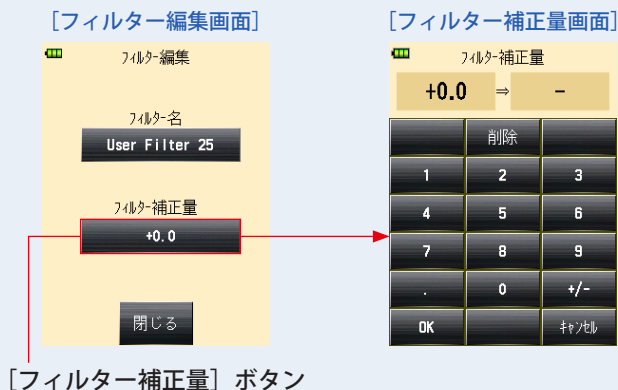 [フィルター編集画面]
フィルター編集
フィルター名
User Filter 25
フィルター補正量
+0.0
閉じる
[フィルター補正量画面]
フィルター補正量
+0.0 ⇒ -
削除
1 2 3
4 5 6
7 8 9
. 0 +/-
OK キャンセル
[フィルター補正量] ボタン